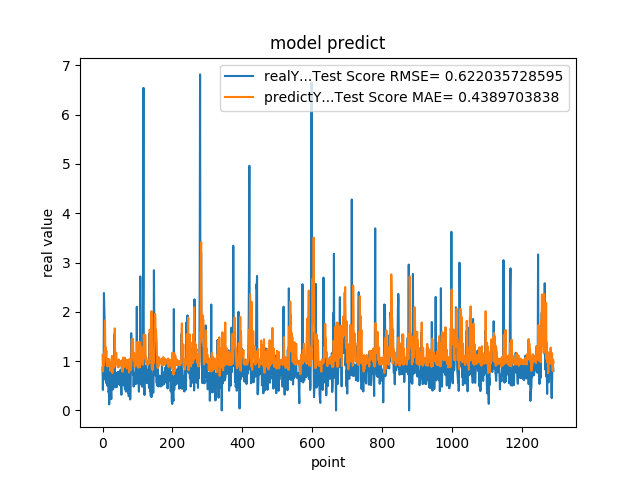 model predict
realY...Test Score RMSE= 0.622035728595
predictY...Test Score MAE= 0.4389703838
real value
7
6
5
4
3
2
1
0
0 200 400 600 800 1000 1200
point